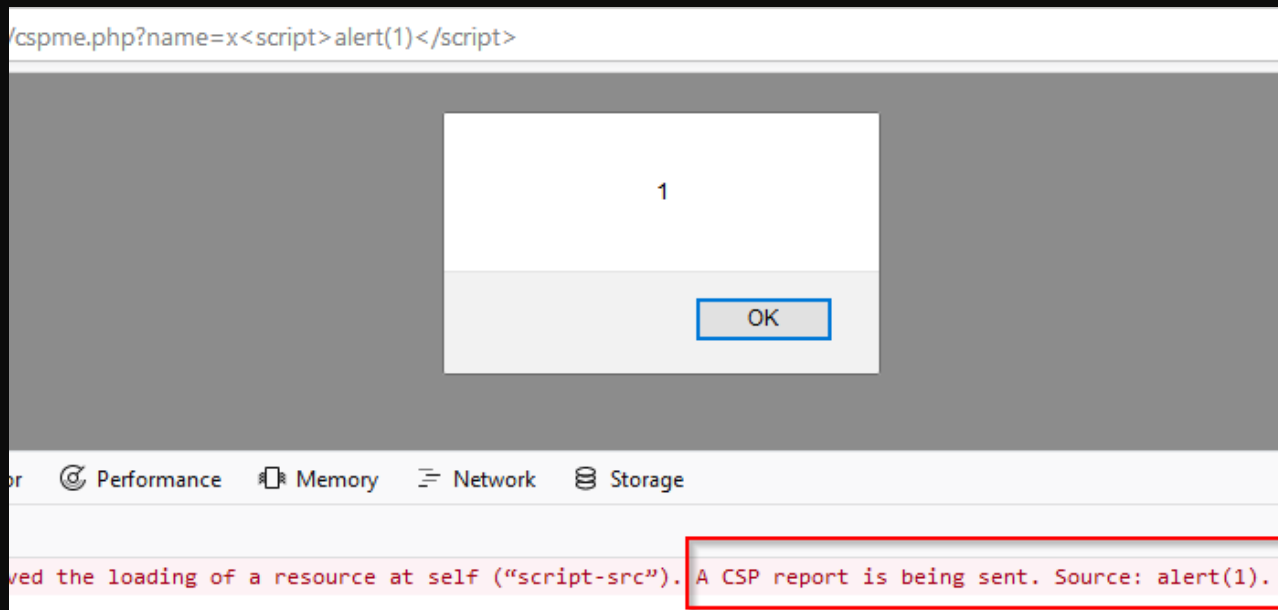 /cspme.php?name=x<script>alert(1)</script>
1
OK
or Performance Memory Network Storage
ved the loading of a resource at self (“script-src”). A CSP report is being sent. Source: alert(1).